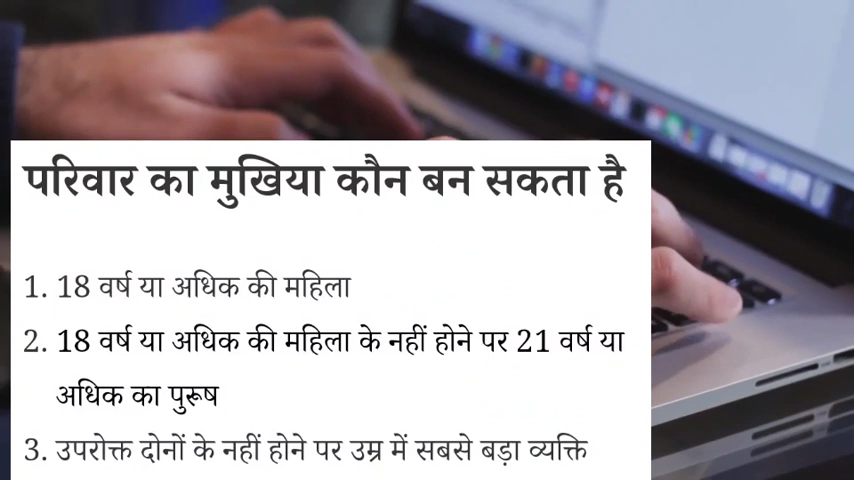 परिवार का मुखिया कौन बन सकता है
1. 18 वर्ष या अधिक की महिला
2. 18 वर्ष या अधिक की महिला के नहीं होने पर 21 वर्ष या
अधिक का पुरूष
3. उपरोक्त दोनों के नहीं होने पर उम्र में सबसे बड़ा व्यक्ति